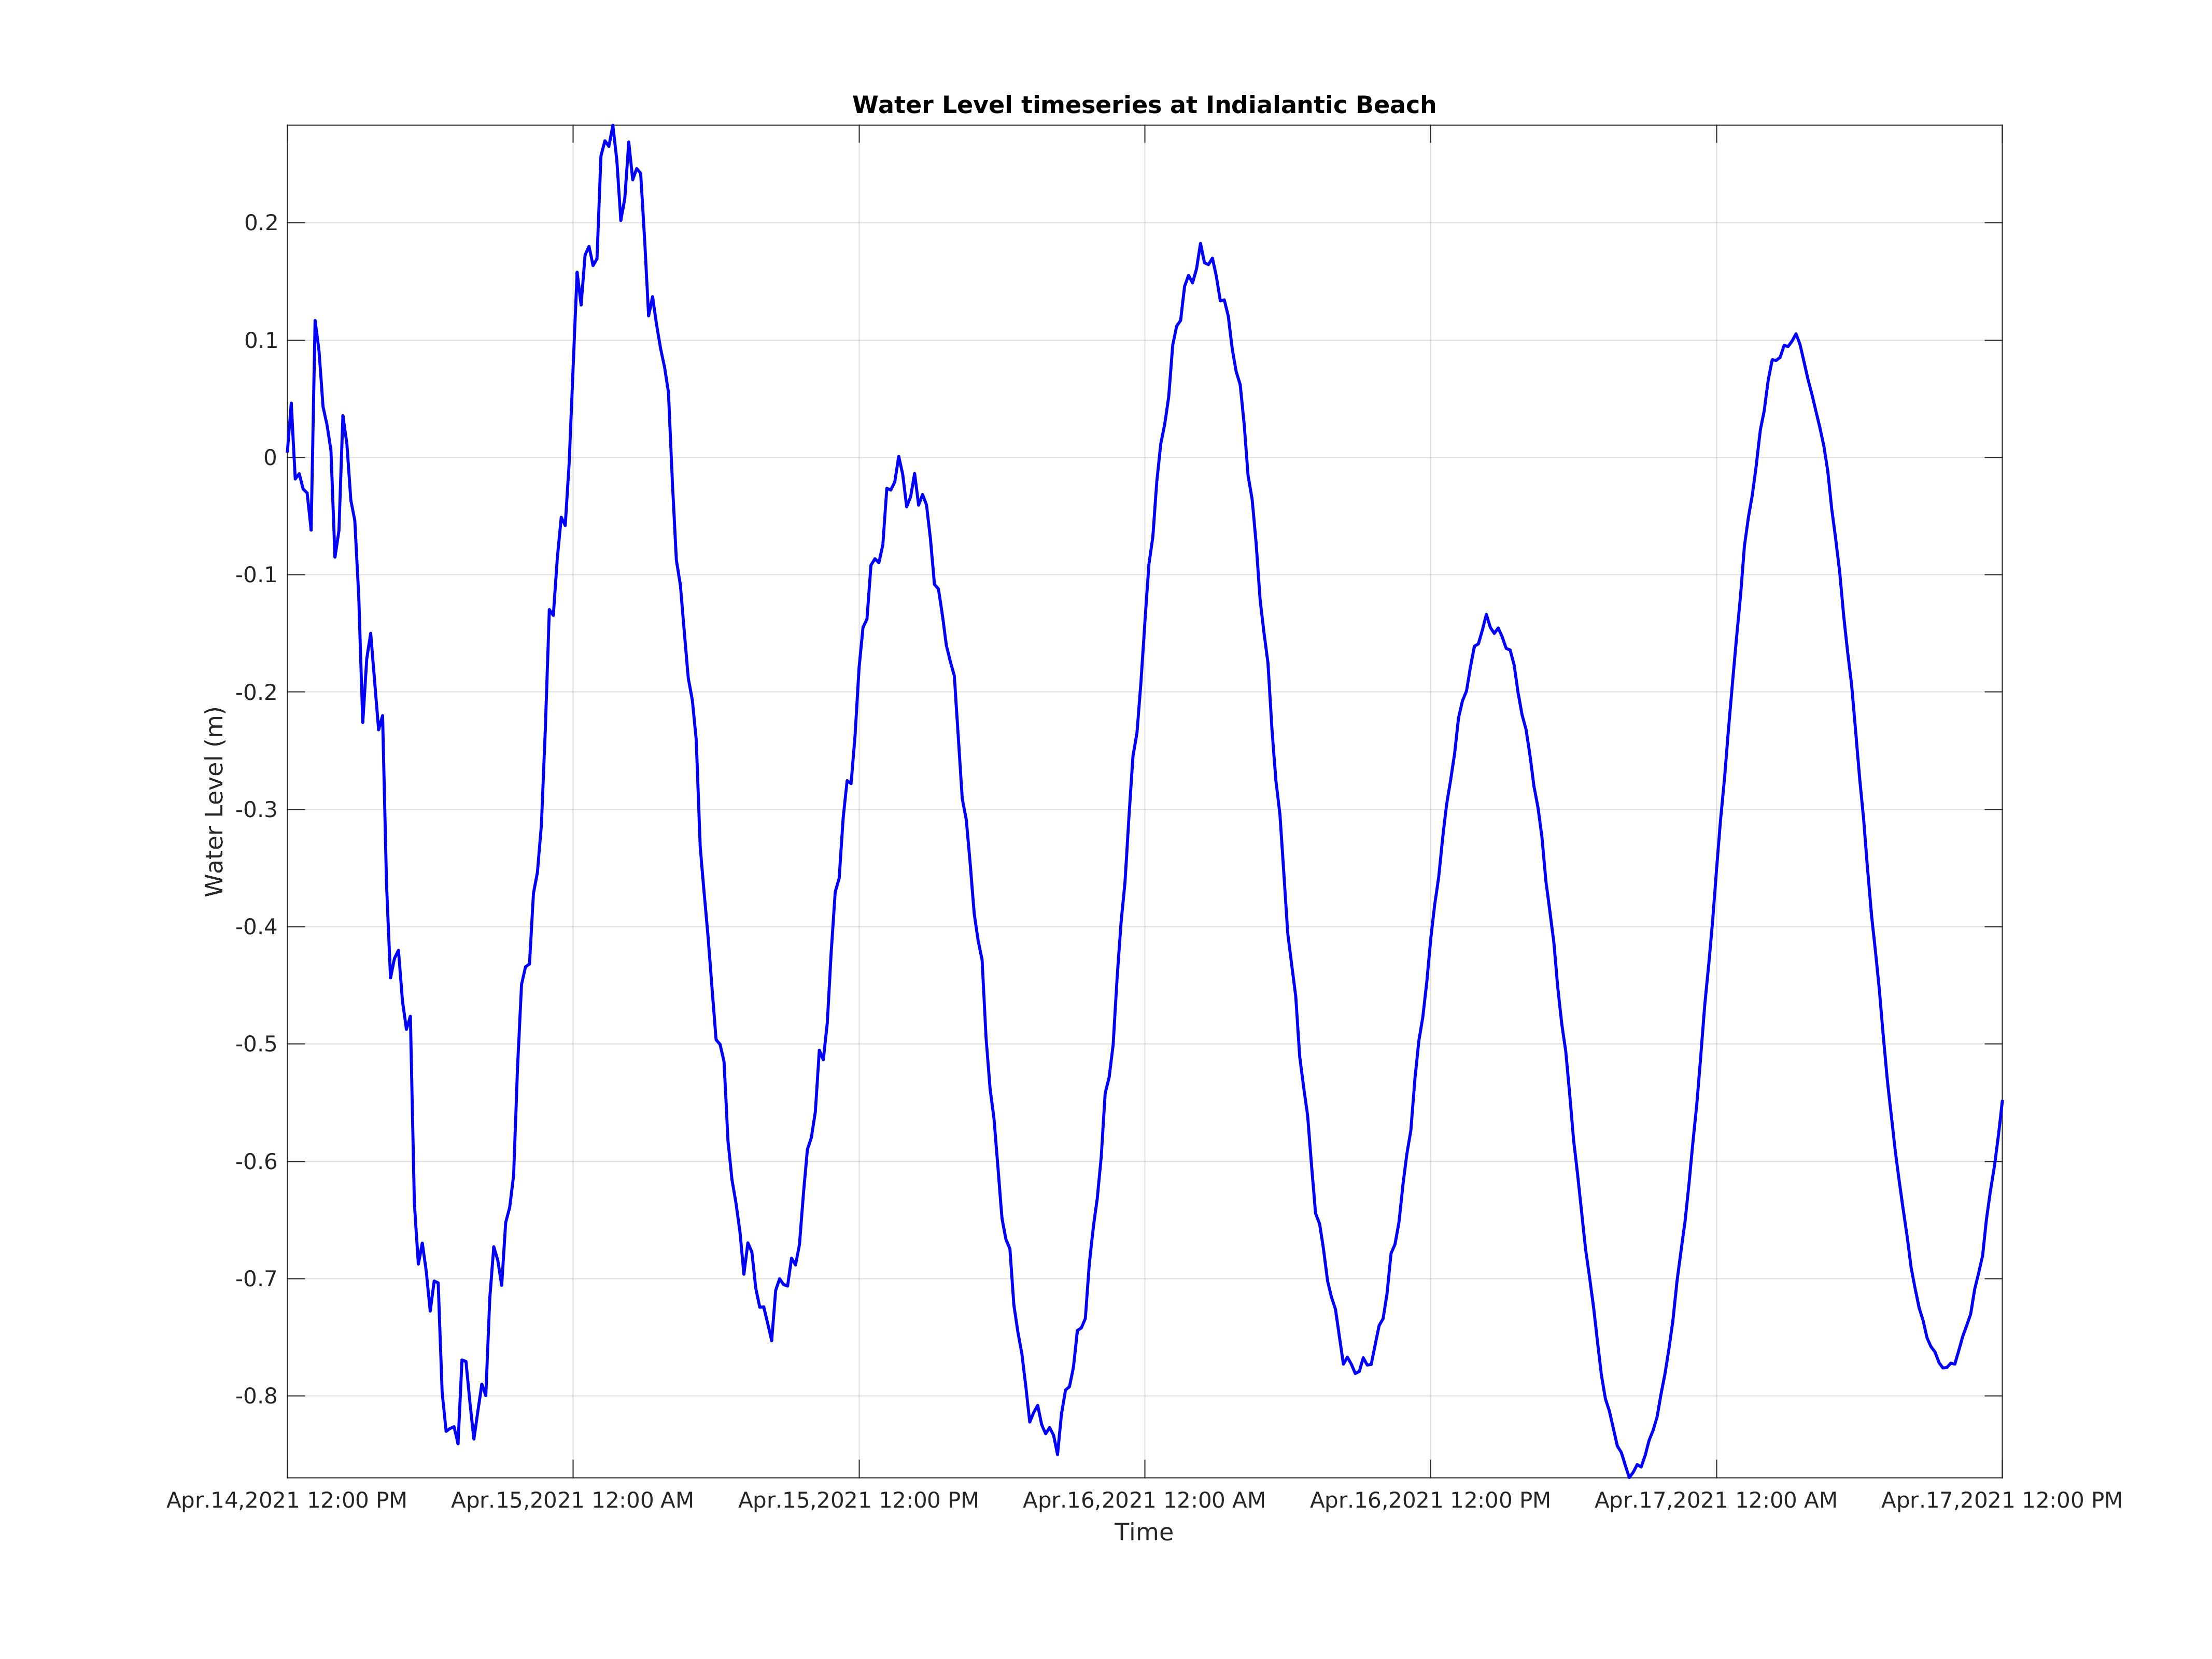 Water Level timeseries at Indialantic Beach
0.2
0.1
0
-0.1
-0.2
-0.3
-0.4
-0.5
-0.6
-0.7
-0.8
Water Level (m)
Apr.14,2021 12:00 PM Apr.15,2021 12:00 AM Apr.15,2021 12:00 PM Apr.16,2021 12:00 AM Apr.16,2021 12:00 PM Apr.17,2021 12:00 AM Apr.17,2021 12:00 PM
Time